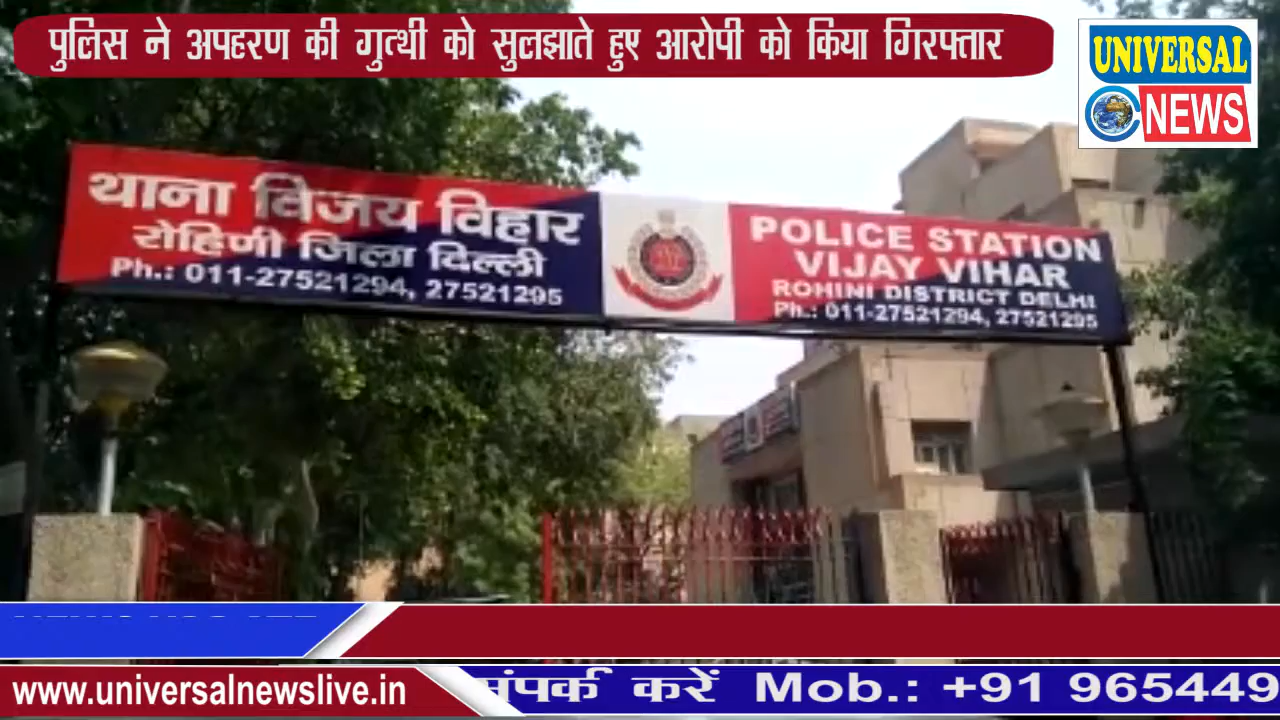 पुलिस ने अपहरण की गुत्थी को सुलझाते हुए आरोपी को किया गिरफ्तार
UNIVERSAL
NEWS
थाना विजय विहार
रोहिणी जिला दिल्ली
Ph.: 011-27521294, 27521295
POLICE STATION
VIJAY VIHAR
ROHINI DISTRICT DELHI
Ph.: 011-27521294, 27521295
www.universalnewslive.in
संपर्क करें Mob.: +91 965449